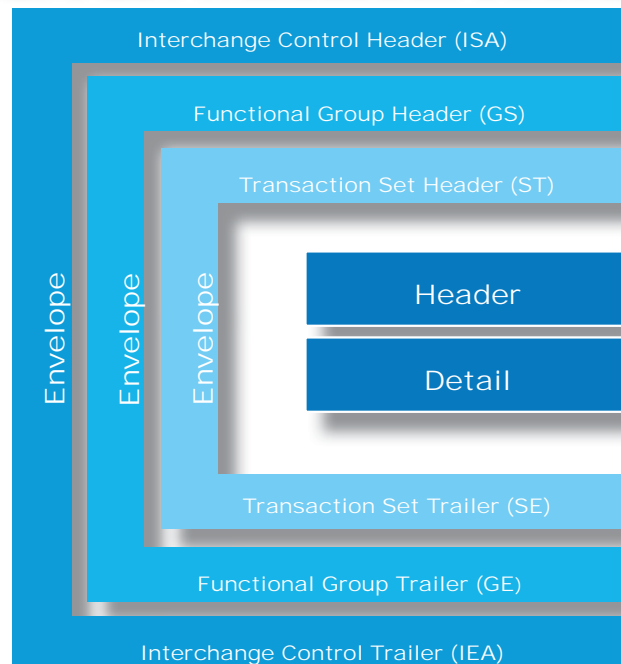 Interchange Control Header (ISA)
Functional Group Header (GS)
Transaction Set Header (ST)
Envelope
Envelope
Envelope
Header
Detail
Transaction Set Trailer (SE)
Functional Group Trailer (GE)
Interchange Control Trailer (IEA)